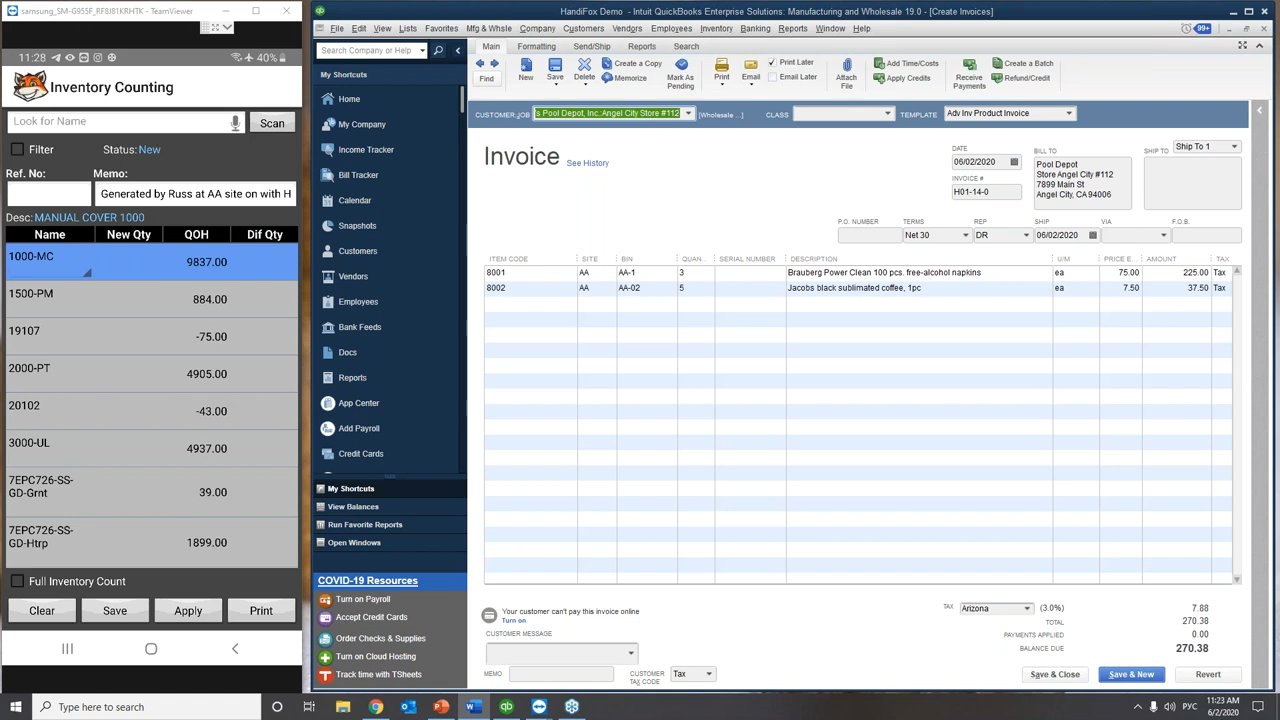 samsung_SM-G955F_RF8J81KRHTK - TeamViewer
11:28
40%
Inventory Counting
Look for Name
Scan
Filter
Status: New
Ref. No:
Memo:
Generated by Russ at AA site on with H
Desc: MANUAL COVER 1000
Name New Qty QOH Dif Qty
1000-MC 9837.00
1500-PM 884.00
19107 -75.00
2000-PT 4905.00
20102 -43.00
3000-UL 4937.00
7EPC726-SS-
GD-Grnt 39.00
7EPC726-SS-
GD-Htrp 1899.00
Full Inventory Count
Clear Save Apply Print
HandiFox Demo - Intuit QuickBooks Enterprise Solutions: Manufacturing and Wholesale 19.0 - [Create Invoices]
File Edit View Lists Favorites Mfg & Whsle Company Customers Vendors Employees Inventory Banking Reports Window Help
99+
Search Company or Help
My Shortcuts
Home
My Company
Income Tracker
Bill Tracker
Calendar
Snapshots
Customers
Vendors
Employees
Bank Feeds
Docs
Reports
App Center
Add Payroll
Credit Cards
My Shortcuts
View Balances
Run Favorite Reports
Open Windows
COVID-19 Resources
Turn on Payroll
Accept Credit Cards
Order Checks & Supplies
Turn on Cloud Hosting
Track time with TSheets
Main Formatting Send/Ship Reports Search
Find
New
Save
Delete
Create a Copy
Memorize
Mark As
Pending
Print
Email
Print Later
Email Later
Attach
File
Add Time/Costs
Apply Credits
Receive
Payments
Create a Batch
Refund/Credit
CUSTOMER:JOB s Pool Depot, Inc.:Angel City Store #112 [Wholesale ...] CLASS TEMPLATE Adv Inv Product Invoice
Invoice
See History
DATE
06/02/2020
INVOICE #
H01-14-0
BILL TO
Pool Depot
Store Angel City #112
7899 Main St
Angel City, CA 94006
SHIP TO
Ship To 1
P.O. NUMBER TERMS REP SHIP VIA F.O.B.
Net 30 DR 06/02/2020
ITEM CODE SITE BIN QUAN... SERIAL NUMBER DESCRIPTION U/M PRICE E... AMOUNT TAX
8001 AA AA-1 3 Brauberg Power Clean 100 pcs. free-alcohol napkins ea 75.00 225.00 Tax
8002 AA AA-02 5 Jacobs black sublimated coffee, 1pc ea 7.50 37.50 Tax
Your customer can't pay this invoice online
Turn on
CUSTOMER MESSAGE
MEMO
CUSTOMER
TAX CODE
Tax
TAX Arizona (3.0%) 7.88
TOTAL 270.38
PAYMENTS APPLIED 0.00
BALANCE DUE 270.38
Save & Close Save & New Revert
Type here to search
РУС
11:23 AM
6/2/2020